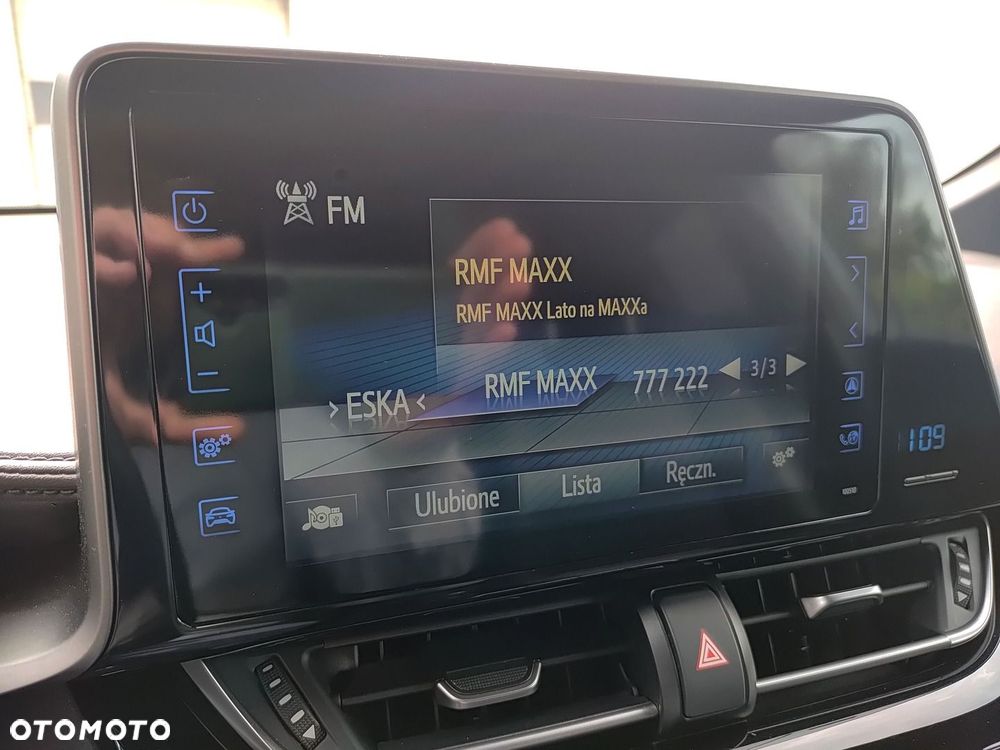 FM
RMF MAXX
RMF MAXX Lato na MAXXa
> ESKA <
RMF MAXX
777 222
3/3
Ulubione
Lista
Ręczn.
109
OTOMOTO